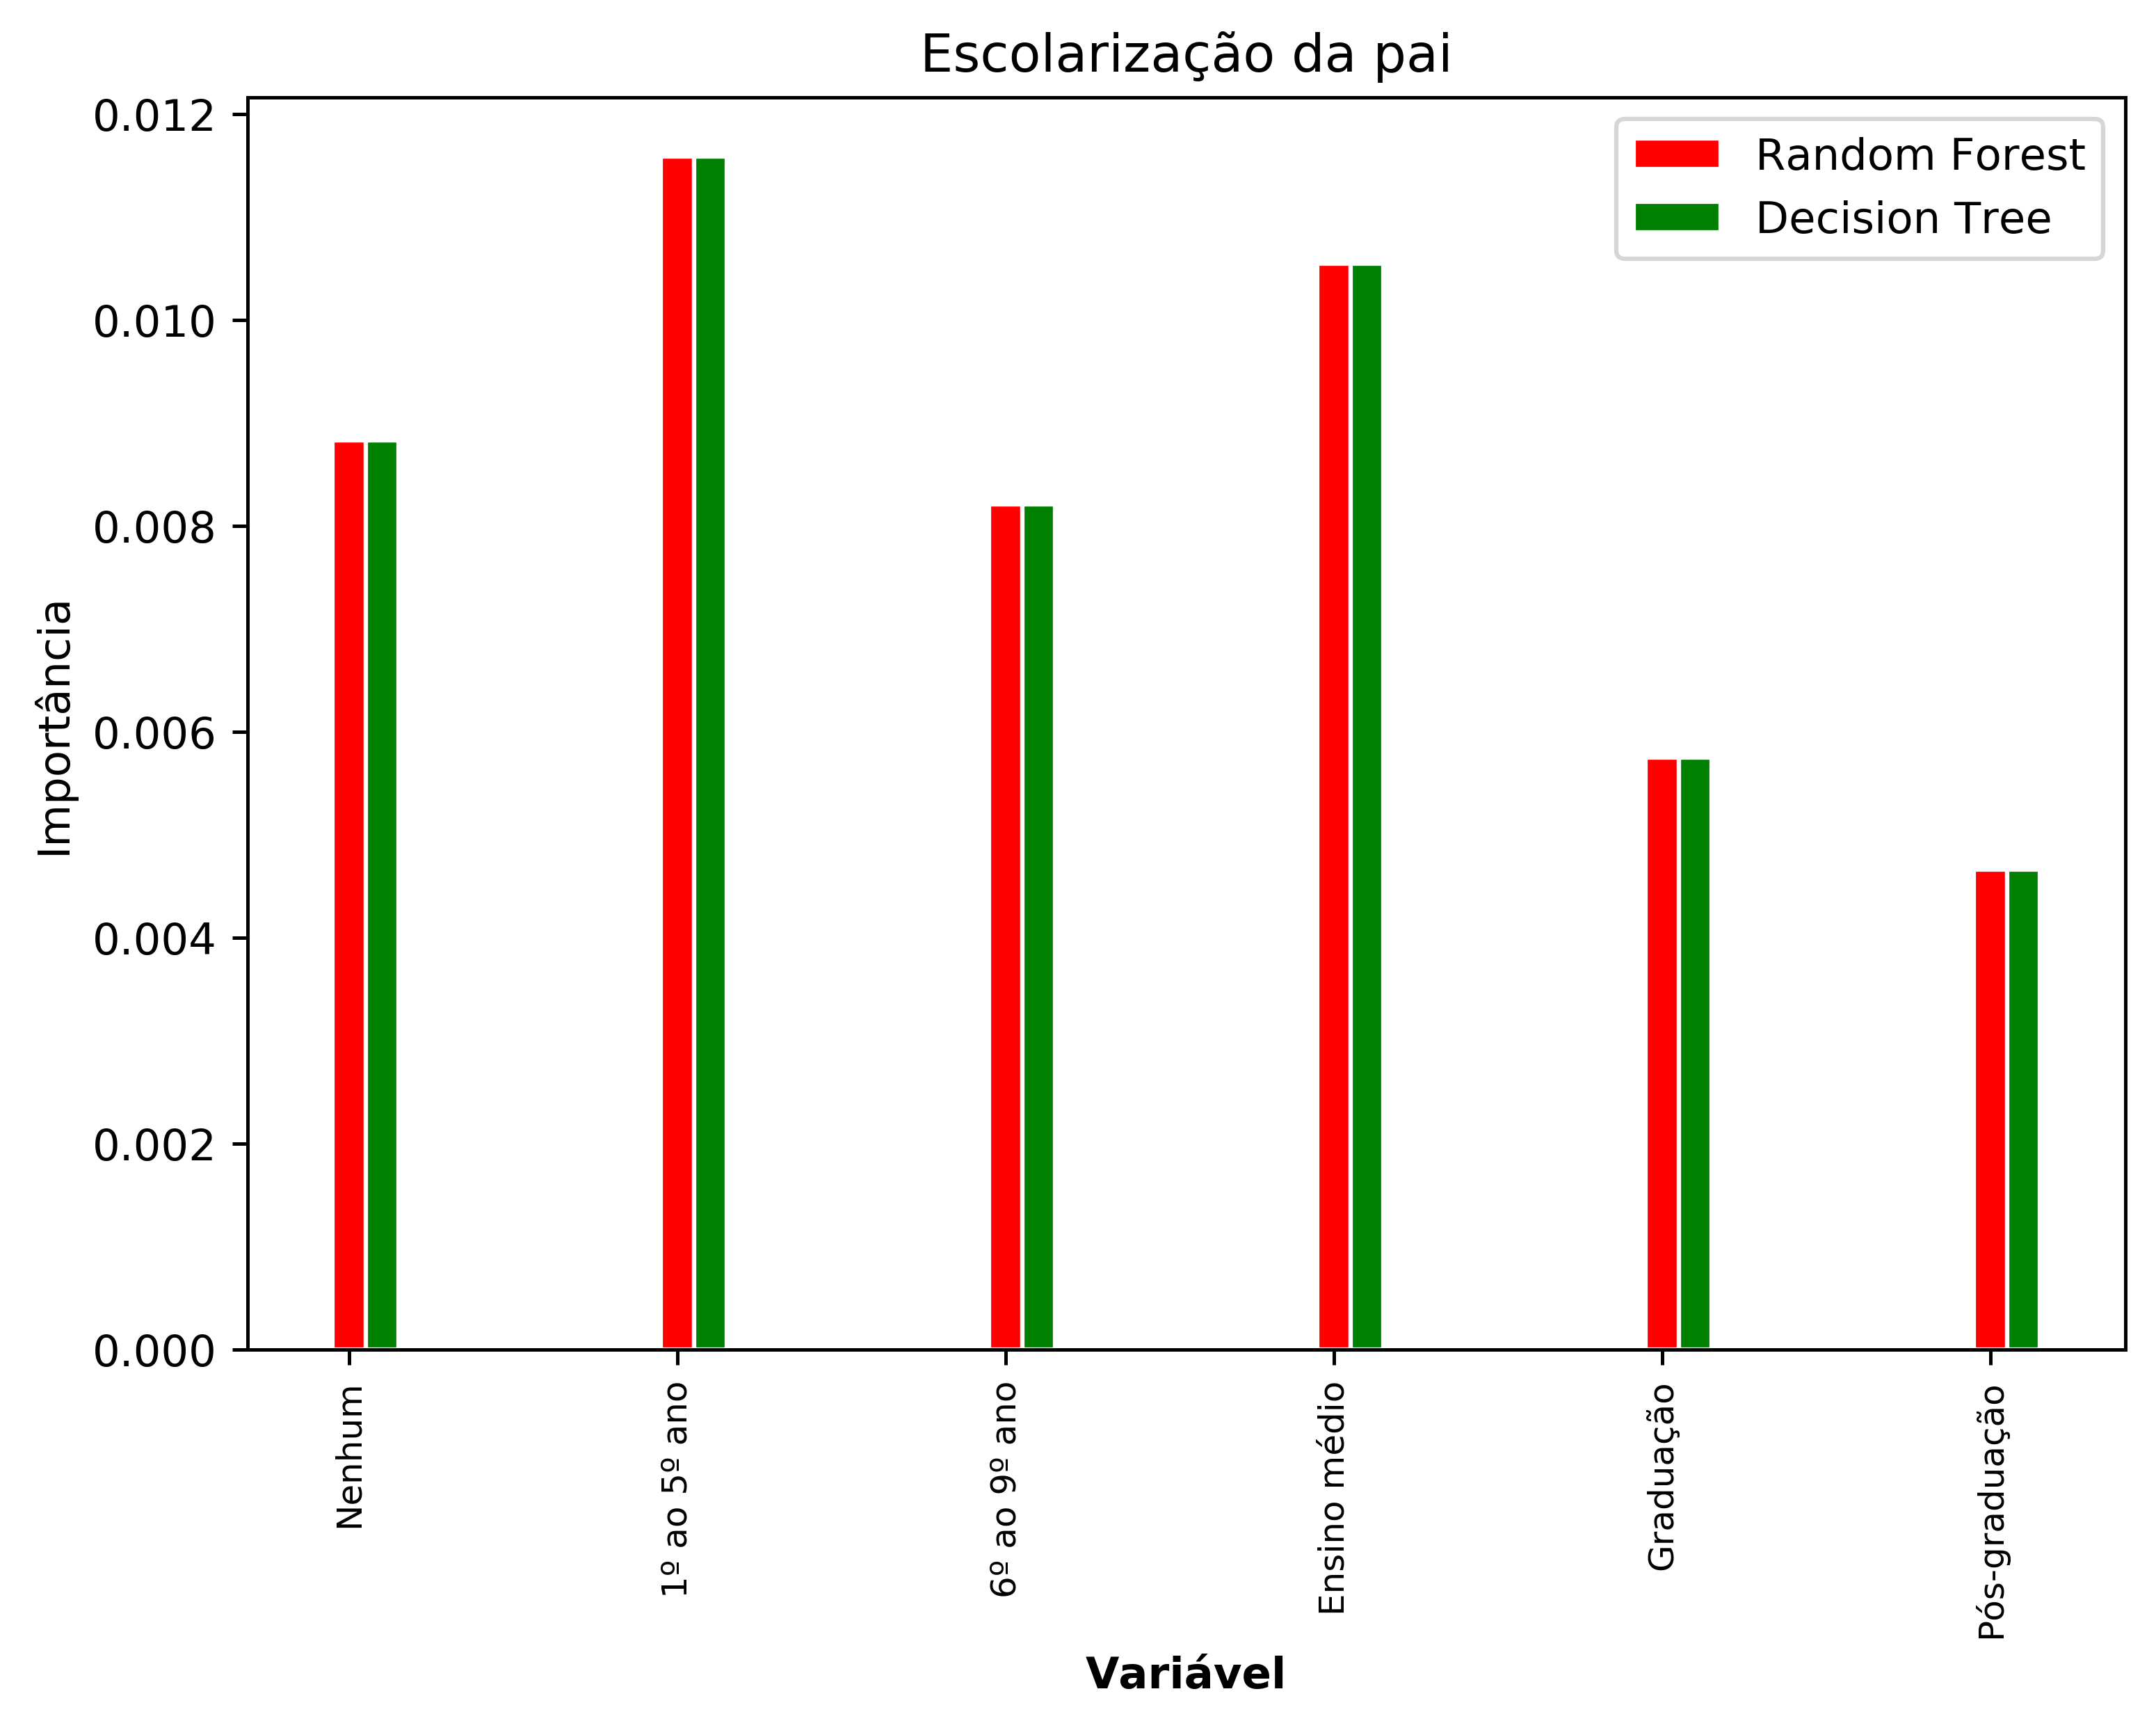 Escolarização da pai
Random Forest
Decision Tree
Importância
0.012
0.010
0.008
0.006
0.004
0.002
0.000
Nenhum
1º ao 5º ano
6º ao 9º ano
Ensino médio
Graduação
Pós-graduação
Variável